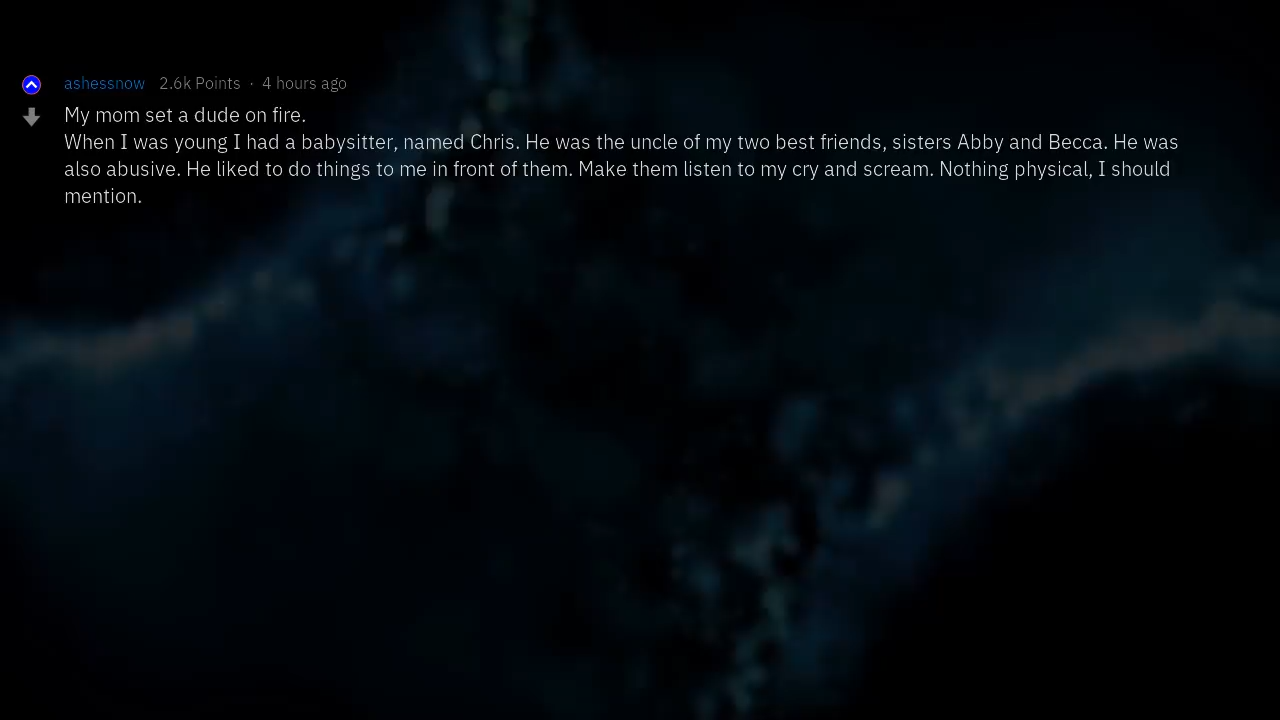 ashessnow 2.6k Points · 4 hours ago
My mom set a dude on fire.
When I was young I had a babysitter, named Chris. He was the uncle of my two best friends, sisters Abby and Becca. He was
also abusive. He liked to do things to me in front of them. Make them listen to my cry and scream. Nothing physical, I should
mention.